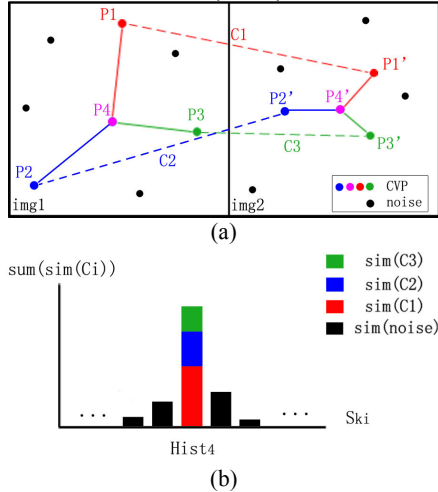 P1
C1
P1'
P4
P3
P2'
P4'
P2
C2
C3
P3'
CVP
noise
img1
img2
(a)
sum(sim(Ci))
sim(C3)
sim(C2)
sim(C1)
sim(noise)
...
...
Ski
Hist4
(b)